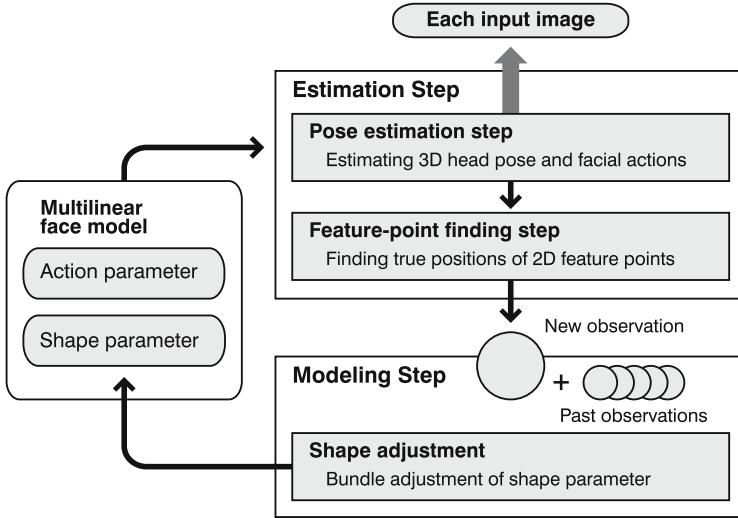 Each input image
Estimation Step
Pose estimation step
Estimating 3D head pose and facial actions
Multilinear
face model
Action parameter
Shape parameter
Feature-point finding step
Finding true positions of 2D feature points
New observation
Modeling Step
+
Past observations
Shape adjustment
Bundle adjustment of shape parameter